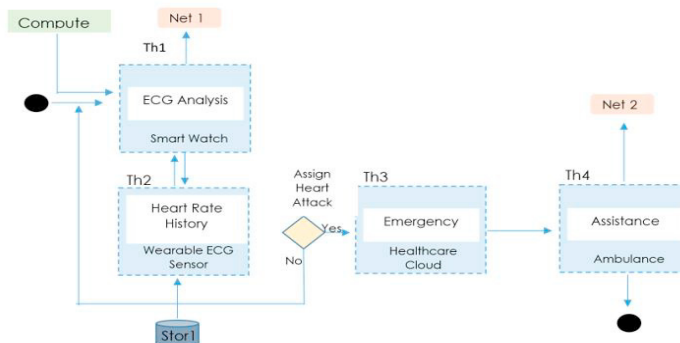 Compute
Net 1
Th1
ECG Analysis
Smart Watch
Th2
Heart Rate
History
Wearable ECG
Sensor
Stor1
Assign
Heart
Attack
Yes
No
Th3
Emergency
Healthcare
Cloud
Net 2
Th4
Assistance
Ambulance